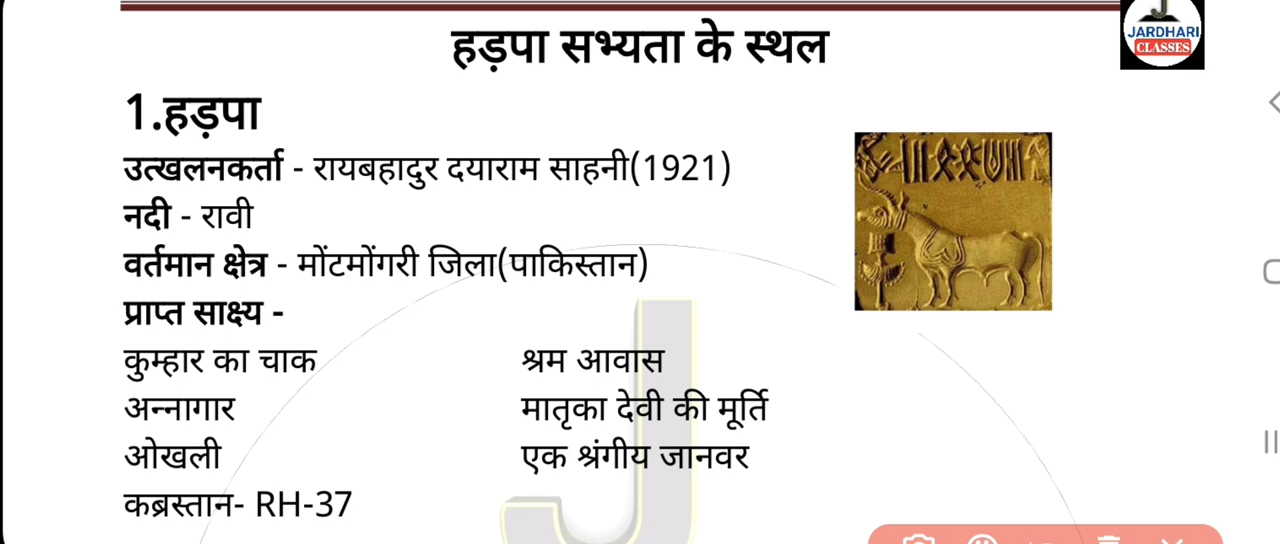 J
JARDHARI
CLASSES
हड़पा सभ्यता के स्थल
1.हड़पा
उत्खलनकर्ता - रायबहादुर दयाराम साहनी(1921)
नदी - रावी
वर्तमान क्षेत्र - मोंटमोंगरी जिला(पाकिस्तान)
प्राप्त साक्ष्य -
कुम्हार का चाक श्रम आवास
अन्नागार मातृका देवी की मूर्ति
ओखली एक श्रंगीय जानवर
कब्रस्तान- RH-37
J